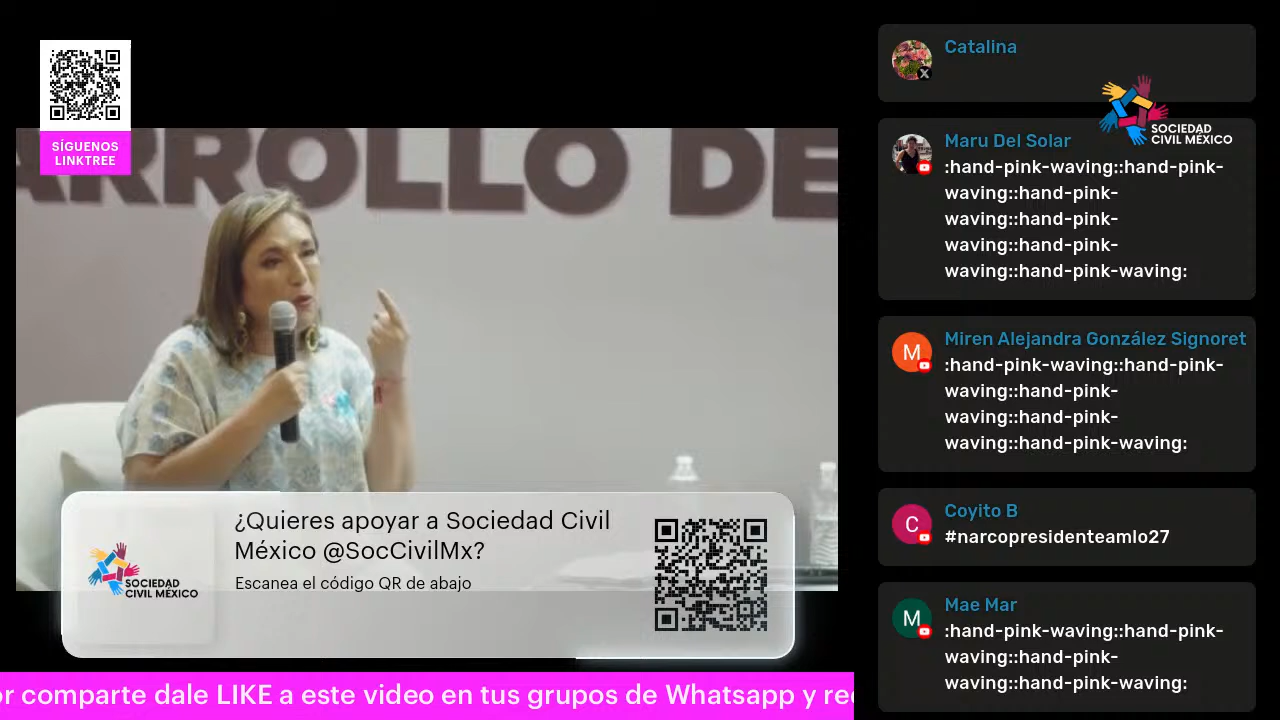 SÍGUENOS
LINKTREE
ARROLLO DE
¿Quieres apoyar a Sociedad Civil
México @SocCivilMx?
Escanea el código QR de abajo
SOCIEDAD
CIVIL MÉXICO
comparte dale LIKE a este video en tus grupos de Whatsapp y
Catalina
SOCIEDAD
CIVIL MÉXICO
Maru Del Solar
:hand-pink-waving::hand-pink-
waving::hand-pink-
waving::hand-pink-
waving::hand-pink-
waving::hand-pink-waving:
M
Miren Alejandra González Signoret
:hand-pink-waving::hand-pink-
waving::hand-pink-
waving::hand-pink-
waving::hand-pink-waving:
C
Coyito B
#narcopresidenteamlo27
M
Mae Mar
:hand-pink-waving::hand-pink-
waving::hand-pink-
waving::hand-pink-waving: